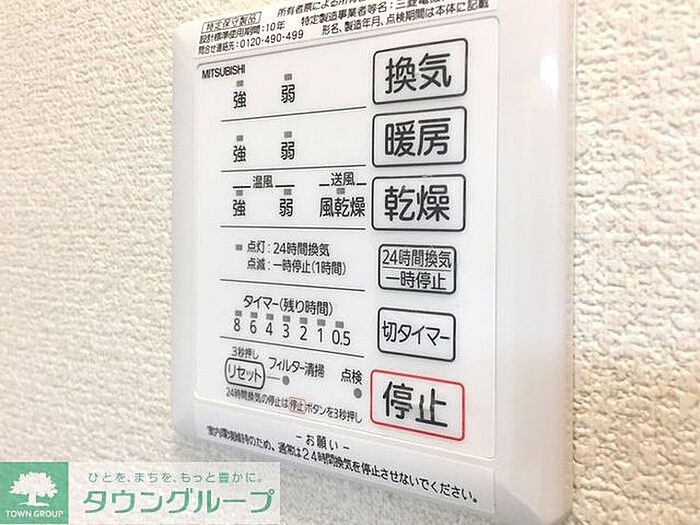 特定保守製品
所有者票による所有者
設計標準使用期間:10年
特定製造事業者等名:三菱電機
問合せ連絡先:0120-490-499
形名、製造年月、点検期間は本体に記載
MITSUBISHI
強 弱
換気
強 弱
暖房
温風 送風
強 弱 風乾燥
乾燥
点灯:24時間換気
点滅:一時停止(1時間)
24時間換気
一時停止
タイマー(残り時間)
8 6 4 3 2 1 0.5
切タイマー
3秒押し
リセット フィルター清掃 点検
24時間換気の停止は停止ボタンを3秒押し
停止
-お願い-
室内環境維持のため、通常は24時間換気を停止させないでください。
ひとを、まちを、もっと豊かに。
タウングループ
TOWN GROUP